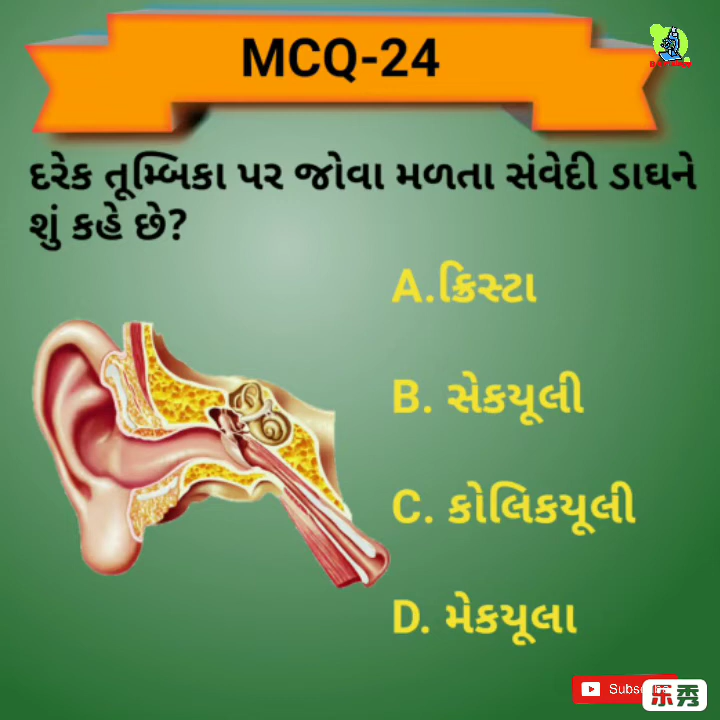 MCQ-24
દરેક તૂમ્બિકા પર જોવા મળતા સંવેદી ડાઘને
શું કહે છે?
A.ક્રિસ્ટા
B. સેકયૂલી
C. કોલિકયૂલી
D. મેકયૂલા
乐秀